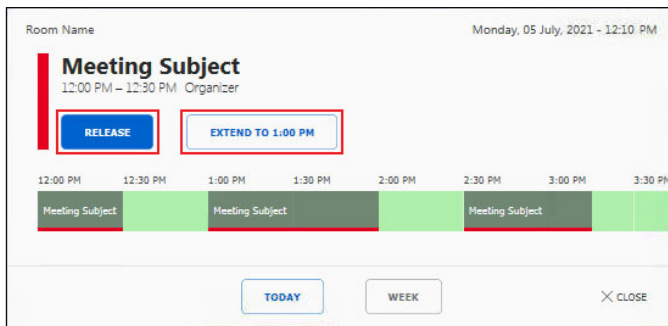 Room Name Monday, 05 July, 2021 - 12:10 PM
Meeting Subject
12:00 PM – 12:30 PM Organizer
RELEASE EXTEND TO 1:00 PM
12:00 PM 12:30 PM 1:00 PM 1:30 PM 2:00 PM 2:30 PM 3:00 PM 3:30 PM
Meeting Subject Meeting Subject Meeting Subject
TODAY WEEK CLOSE